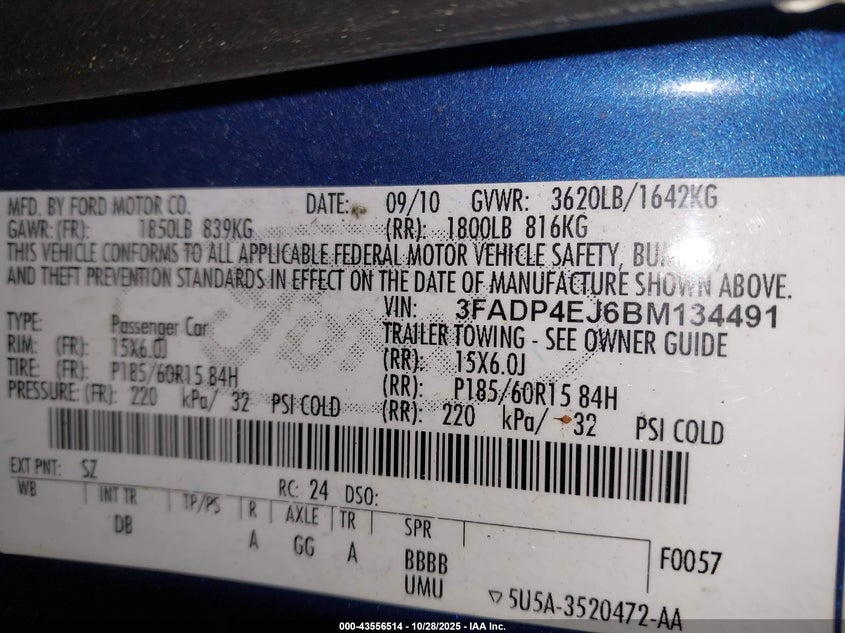 MFD. BY FORD MOTOR CO. DATE: 09/10 GVWR: 3620LB/1642KG
GAWR: (FR): 1850LB 839KG (RR): 1800LB 816KG
THIS VEHICLE CONFORMS TO ALL APPLICABLE FEDERAL MOTOR VEHICLE SAFETY,
AND THEFT PREVENTION STANDARDS IN EFFECT ON THE DATE OF MANUFACTURE SHOWN ABOVE.
VIN: 3FADP4EJ6BM134491
TYPE: Passenger Car TRAILER TOWING - SEE OWNER GUIDE
RIM: (FR): 15X6.0J (RR): 15X6.0J
TIRE: (FR): P185/60R15 84H (RR): P185/60R15 84H
PRESSURE: (FR): 220 kPa/ 32 PSI COLD (RR): 220 kPa/ 32 PSI COLD
EXT PNT: SZ RC: 24 DSO:
WB INT TR TP/PS R AXLE TR SPR
DB A GG A BBBB F0057
UMU
▽ 5U5A-3520472-AA
000-43556514 - 10/28/2025 - IAA Inc.